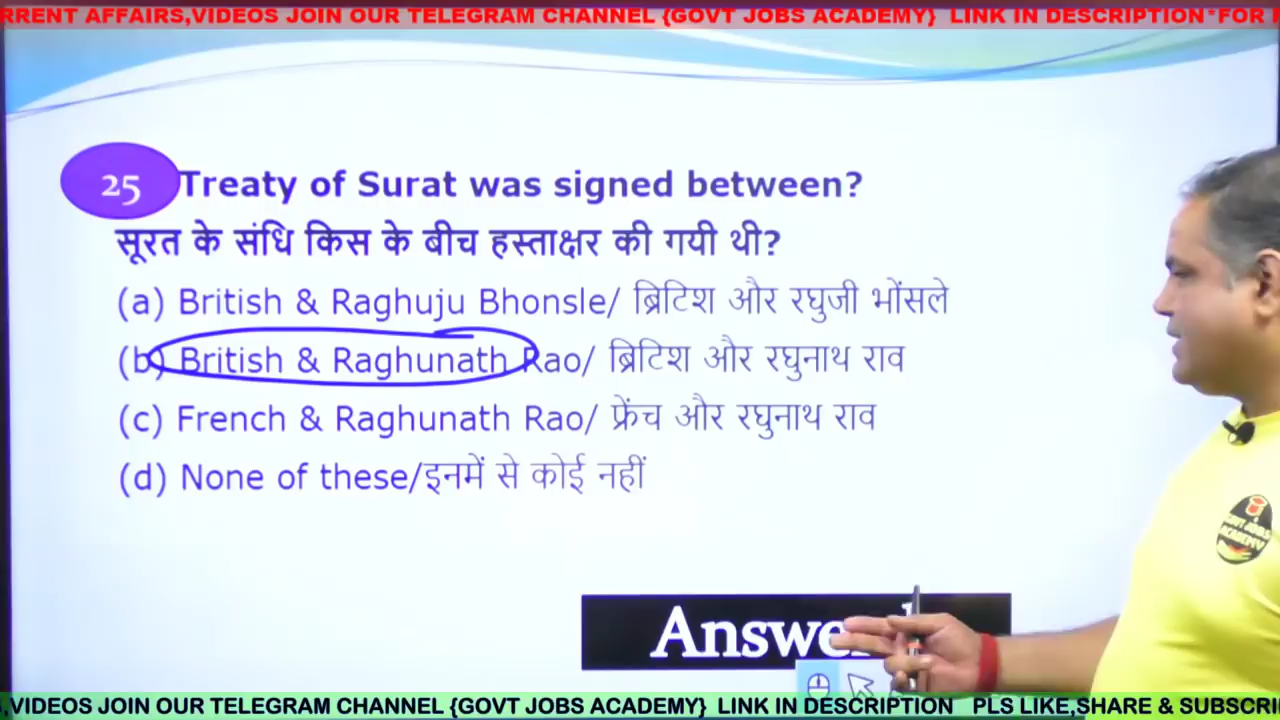 RRENT AFFAIRS,VIDEOS JOIN OUR TELEGRAM CHANNEL {GOVT JOBS ACADEMY} LINK IN DESCRIPTION*FOR
25 Treaty of Surat was signed between?
सूरत के संधि किस के बीच हस्ताक्षर की गयी थी?
(a) British & Raghuju Bhonsle/ ब्रिटिश और रघुजी भोंसले
(b) British & Raghunath Rao/ ब्रिटिश और रघुनाथ राव
(c) French & Raghunath Rao/ फ्रेंच और रघुनाथ राव
(d) None of these/इनमें से कोई नहीं
GOVT JOBS
ACADEMY
,VIDEOS JOIN OUR TELEGRAM CHANNEL {GOVT JOBS ACADEMY} LINK IN DESCRIPTION PLS LIKE,SHARE & SUBSCRI